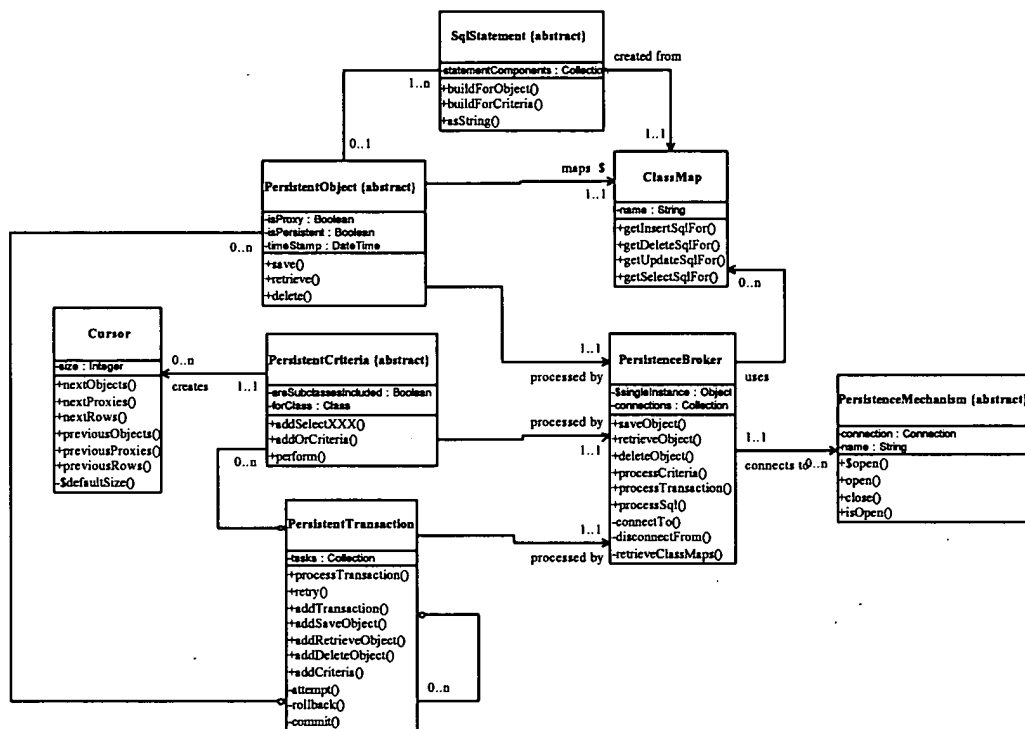 SqlStatement {abstract}
-statementComponents : Collection
+buildForObject()
+buildForCriteria()
+asString()
created from
1..n
0..1
1..1
PersistentObject {abstract}
-isProxy : Boolean
-isPersistent : Boolean
-timeStamp : DateTime
+save()
+retrieve()
+delete()
maps $
1..1
ClassMap
-name : String
+getInsertSqlFor()
+getDeleteSqlFor()
+getUpdateSqlFor()
+getSelectSqlFor()
0..n
0..n
Cursor
-size : Integer
+nextObjects()
+nextProxies()
+nextRows()
+previousObjects()
+previousProxies()
+previousRows()
-$defaultSize()
0..n
creates
1..1
PersistentCriteria {abstract}
-areSubclassesIncluded : Boolean
-forClass : Class
+addSelectXXX()
+addOrCriteria()
+perform()
0..n
1..1
processed by
processed by
1..1
PersistenceBroker
-$singleInstance : Object
-connections : Collection
+saveObject()
+retrieveObject()
+deleteObject()
+processCriteria()
+processTransaction()
+processSql()
-connectTo()
-disconnectFrom()
-retrieveClassMaps()
uses
1..1
connects to
0..n
PersistenceMechanism {abstract}
-connection : Connection
-name : String
+$open()
+open()
+close()
+isOpen()
PersistentTransaction
-tasks : Collection
+processTransaction()
+retry()
+addTransaction()
+addSaveObject()
+addRetrieveObject()
+addDeleteObject()
+addCriteria()
-attempt()
-rollback()
-commit()
1..1
processed by
0..n